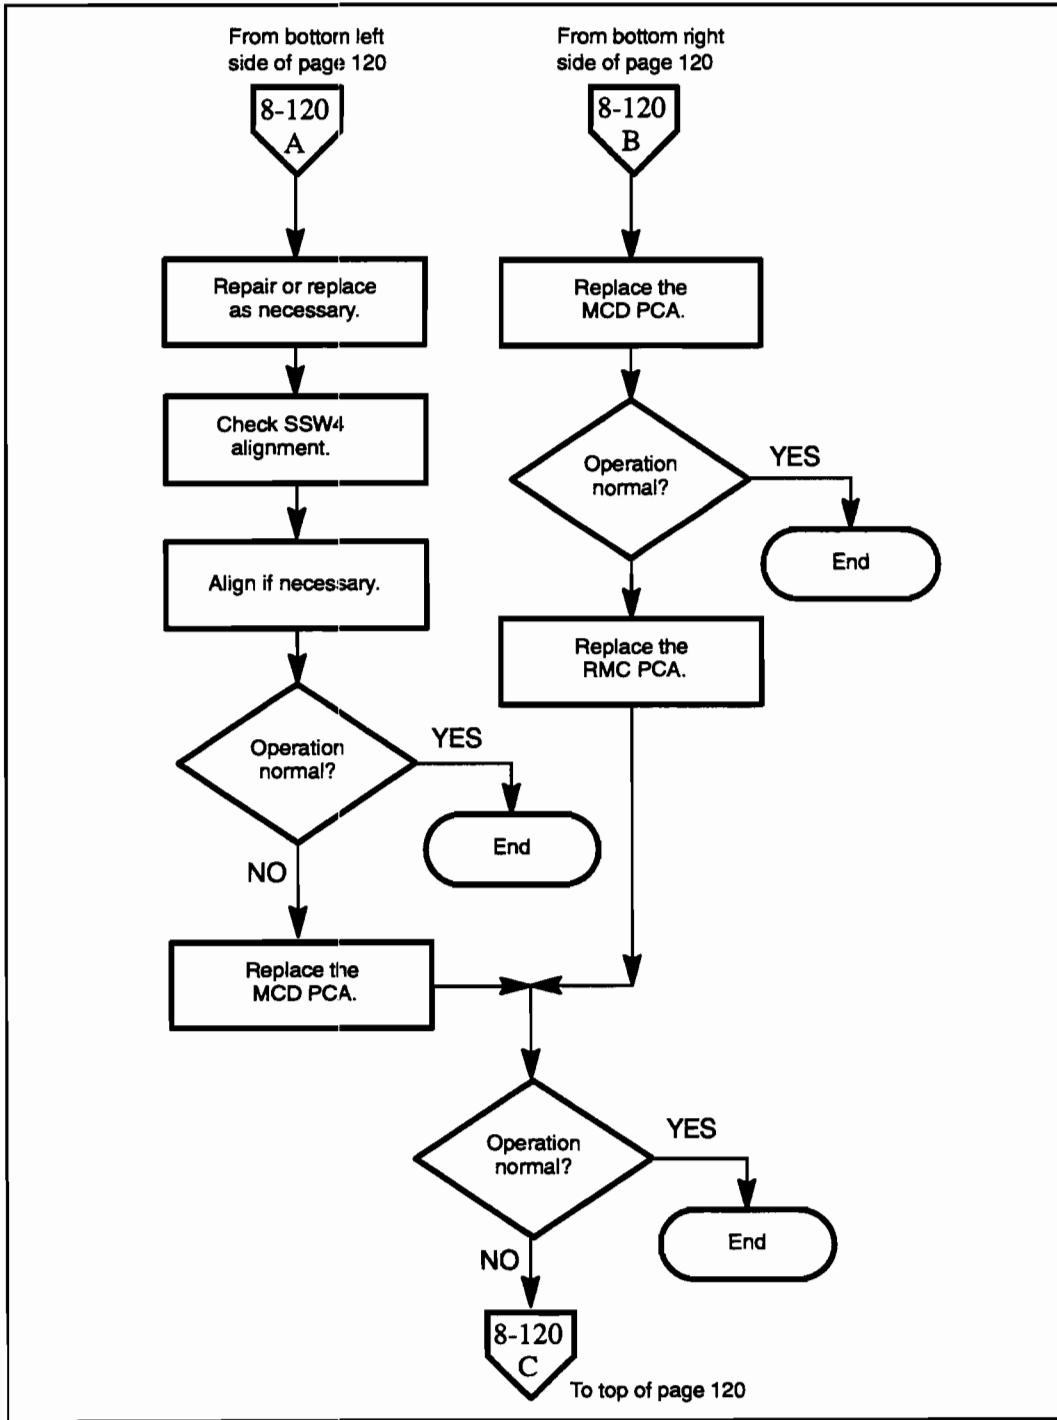 From bottom left
side of page 120
8-120
A
Repair or replace
as necessary.
Check SSW4
alignment.
Align if necessary.
Operation
normal?
YES
End
NO
Replace the
MCD PCA.
From bottom right
side of page 120
8-120
B
Replace the
MCD PCA.
Operation
normal?
YES
End
Replace the
RMC PCA.
Operation
normal?
YES
End
NO
8-120
C
To top of page 120